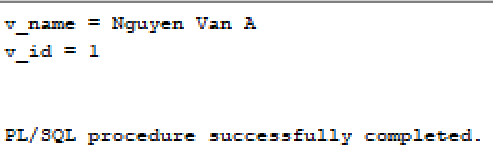 v_name = Nguyen Van A
v_id = 1
PL/SQL procedure successfully completed.